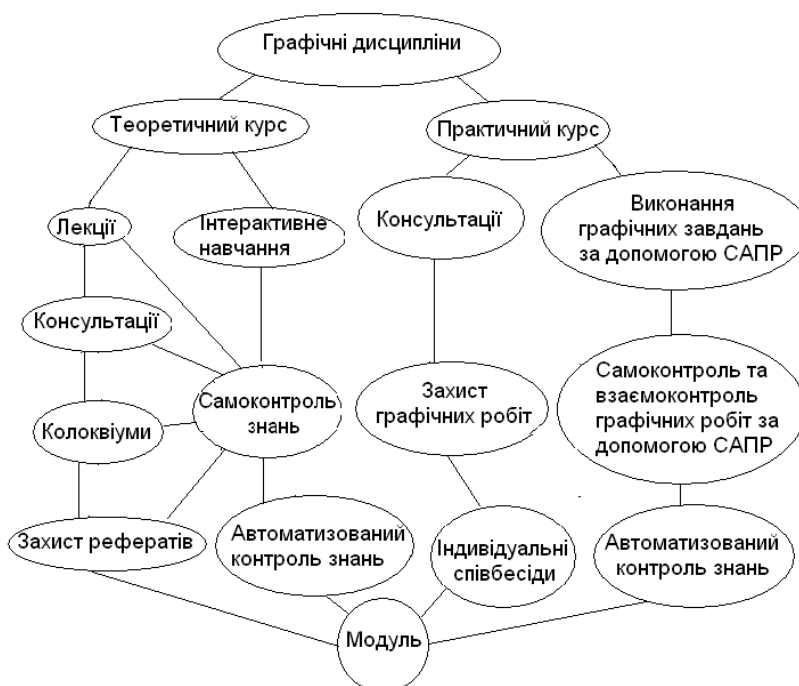 Графічні дисципліни
Теоретичний курс
Практичний курс
Лекції
Інтерактивне
навчання
Консультації
Виконання
графічних завдань
за допомогою САПР
Консультації
Самоконтроль
знань
Захист
графічних робіт
Самоконтроль та
взаємоконтроль
графічних робіт за
допомогою САПР
Колоквіуми
Захист рефератів
Автоматизований
контроль знань
Індивідуальні
співбесіди
Автоматизований
контроль знань
Модуль